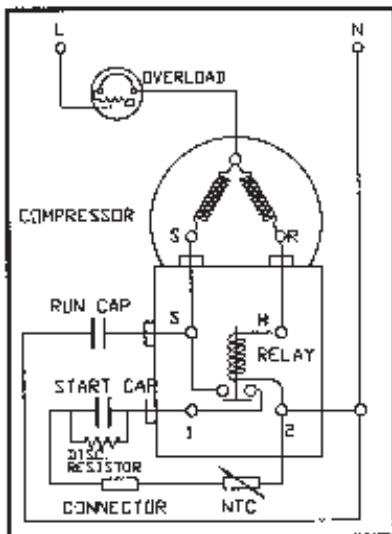 L N
OVERLOAD
COMPRESSOR
S R
RUN CAP
S
RELAY
START CAP
1 2
DISC.
RESISTOR
CONNECTOR NTC